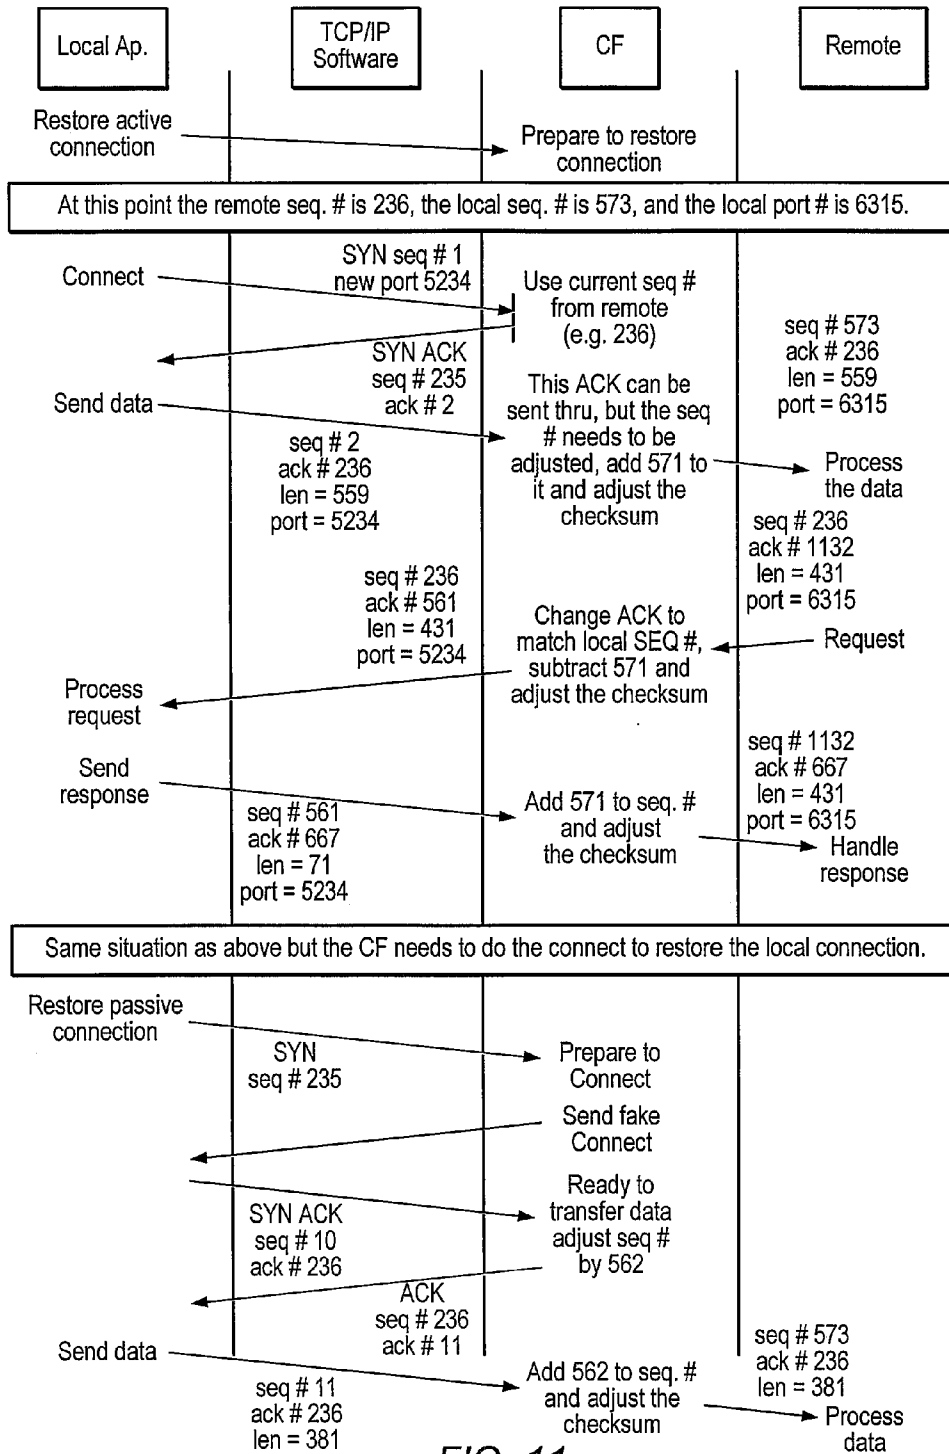 Local Ap.
TCP/IP
Software
CF
Remote
Restore active
connection
Prepare to restore
connection
At this point the remote seq. # is 236, the local seq. # is 573, and the local port # is 6315.
Connect
SYN seq # 1
new port 5234
Use current seq #
from remote
(e.g. 236)
SYN ACK
seq # 235
ack # 2
seq # 573
ack # 236
len = 559
port = 6315
Send data
seq # 2
ack # 236
len = 559
port = 5234
This ACK can be
sent thru, but the seq
# needs to be
adjusted, add 571 to
it and adjust the
checksum
Process
the data
seq # 236
ack # 1132
len = 431
port = 6315
seq # 236
ack # 561
len = 431
port = 5234
Change ACK to
match local SEQ #,
subtract 571 and
adjust the checksum
Request
Process
request
Send
response
seq # 561
ack # 667
len = 71
port = 5234
Add 571 to seq. #
and adjust
the checksum
seq # 1132
ack # 667
len = 431
port = 6315
Handle
response
Same situation as above but the CF needs to do the connect to restore the local connection.
Restore passive
connection
SYN
seq # 235
Prepare to
Connect
Send fake
Connect
SYN ACK
seq # 10
ack # 236
Ready to
transfer data
adjust seq #
by 562
ACK
seq # 236
ack # 11
Send data
seq # 11
ack # 236
len = 381
Add 562 to seq. #
and adjust the
checksum
seq # 573
ack # 236
len = 381
Process
data
FIG. 11